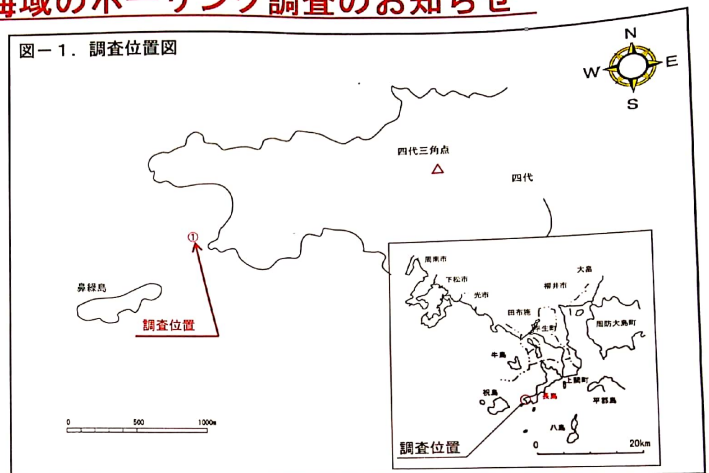 海域のボーリング調査のお知らせ
図－1．調査位置図
N
W E
S
四代三角点
四代
①
鼻繰島
調査位置
0 500 1000m
周南市
下松市
光市
大畠
柳井市
田布施
平生町
周防大島町
牛島
祝島
上関町
長島
平郡島
八島
調査位置
0 20km